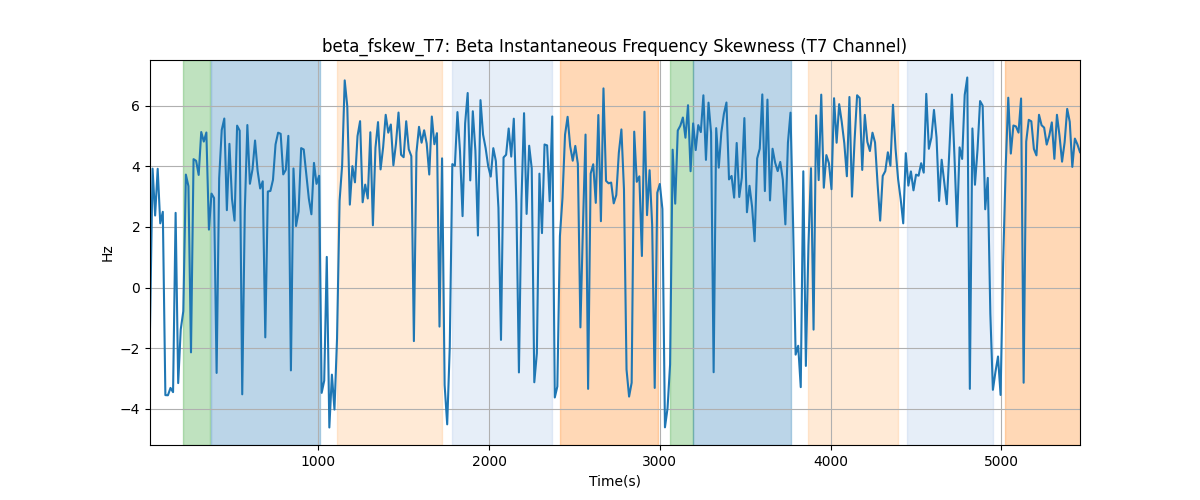 beta_fskew_T7: Beta Instantaneous Frequency Skewness (T7 Channel)
6
4
2
0
−2
−4
Hz
1000 2000 3000 4000 5000
Time(s)